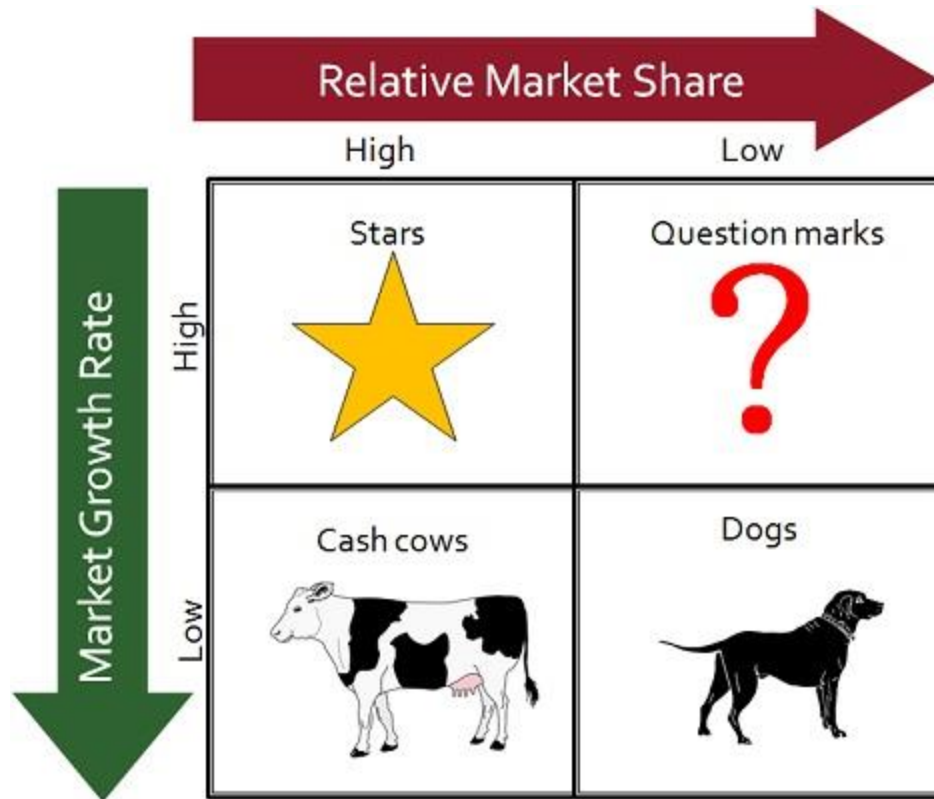 Relative Market Share
High Low
Market Growth Rate
High
Stars Question marks
Low
Cash cows Dogs